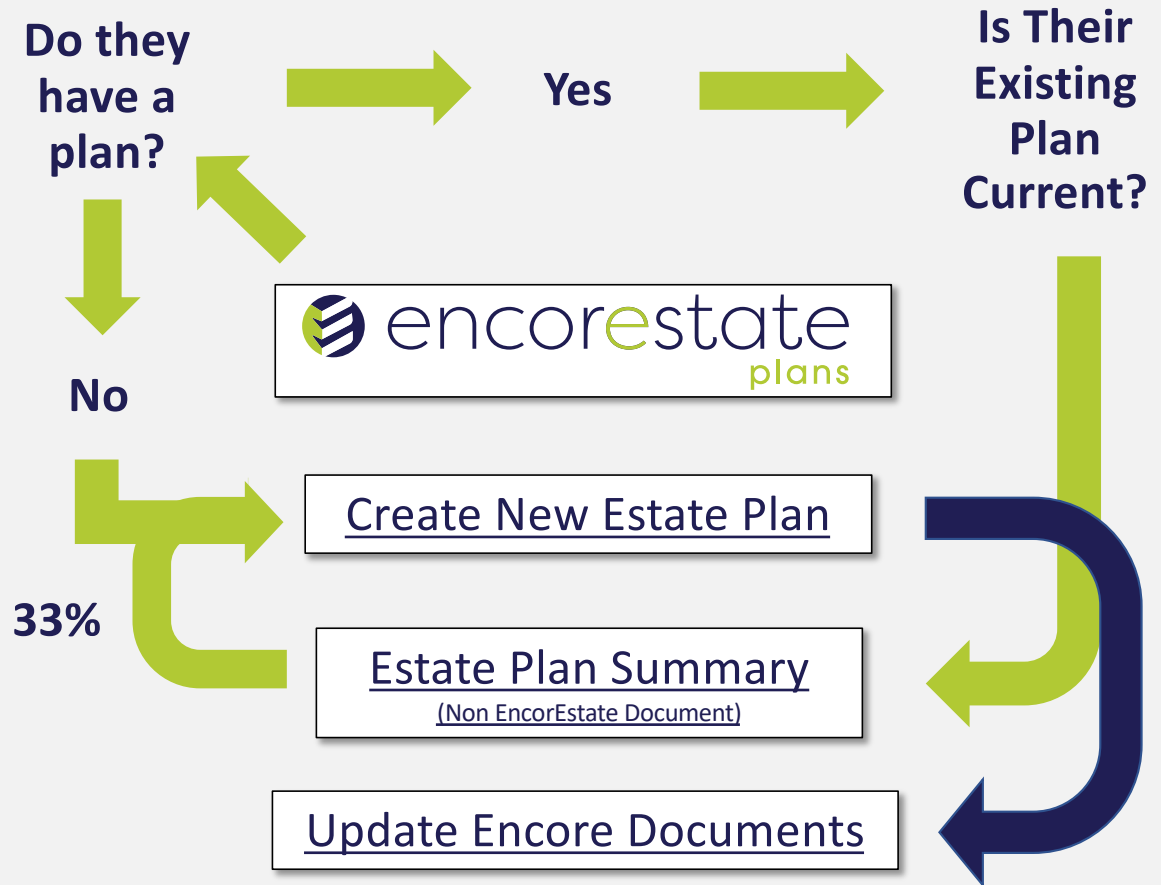 Do they
have a
plan?
Yes
Is Their
Existing
Plan
Current?
No
encorestate
plans
Create New Estate Plan
33%
Estate Plan Summary
(Non EncorEstate Document)
Update Encore Documents